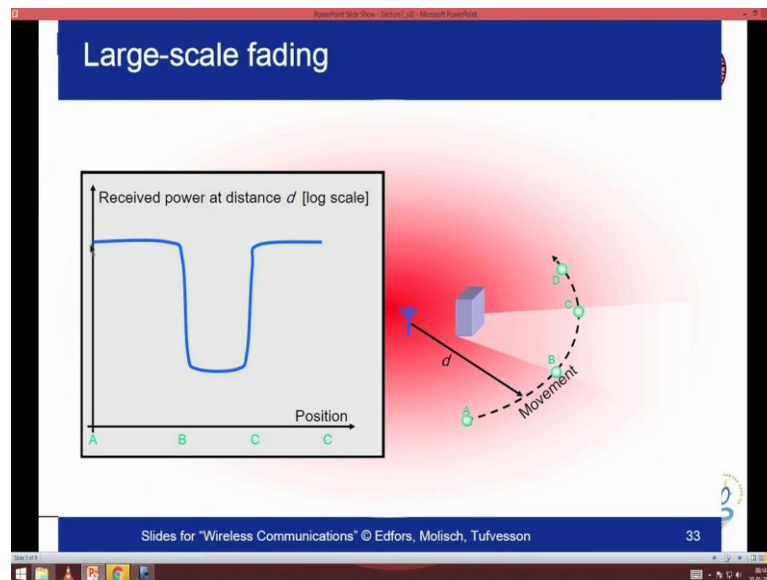 PowerPoint Slide Show - [lecture7_v2] - Microsoft PowerPoint
Large-scale fading
Received power at distance d [log scale]
Position
A B C C
d
A
B
C
D
Movement
Slides for "Wireless Communications" © Edfors, Molisch, Tufvesson
33